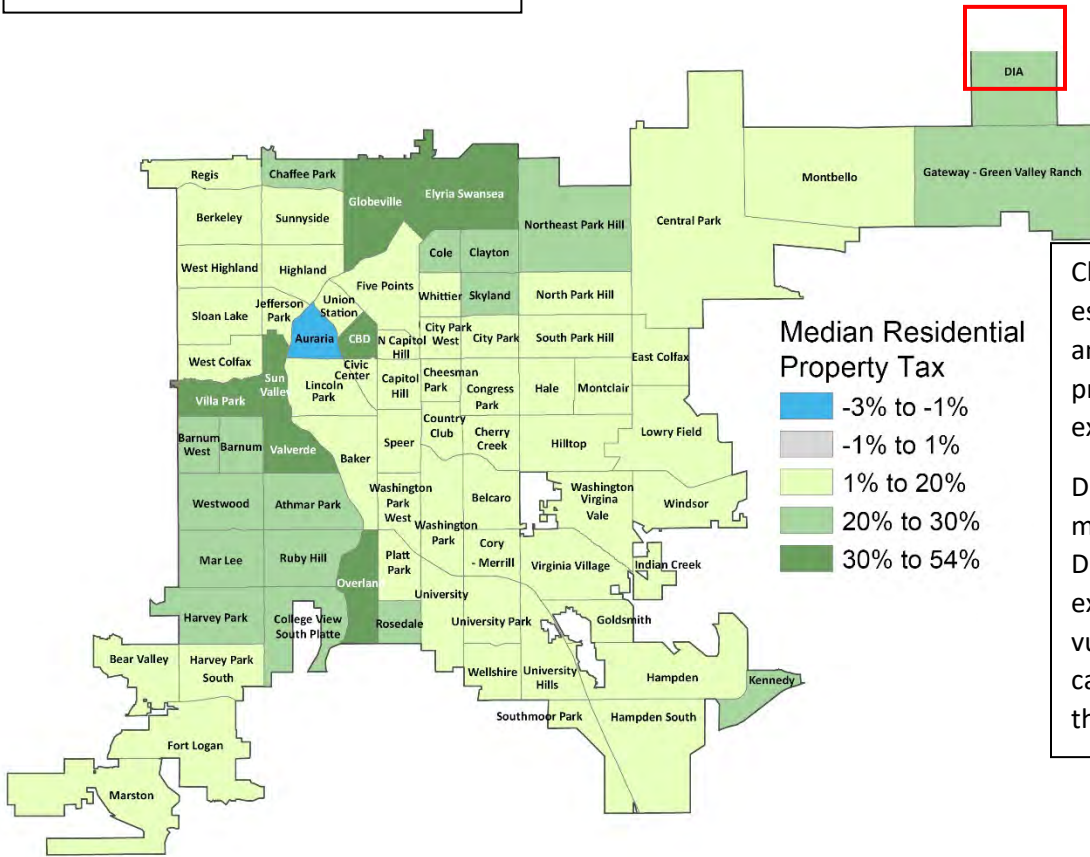 DIA
Regis
Chaffee Park
Globeville
Elyria Swansea
Montbello
Gateway - Green Valley Ranch
Berkeley
Sunnyside
Northeast Park Hill
Central Park
West Highland
Highland
Cole
Clayton
Five Points
Whittier
Skyland
North Park Hill
Sloan Lake
Jefferson
Park
Union
Station
Auraria
CBD
N Capitol
Hill
City Park
West
City Park
South Park Hill
West Colfax
Civic
Center
East Colfax
Sun
Valley
Lincoln
Park
Capitol
Hill
Cheesman
Park
Congress
Park
Hale
Montclair
Villa Park
Barnum
West
Barnum
Valverde
Baker
Speer
Country
Club
Cherry
Creek
Hilltop
Lowry Field
Westwood
Athmar Park
Washington
Park
West
Washington
Park
Belcaro
Washington
Virgina
Vale
Windsor
Mar Lee
Ruby Hill
Overland
Platt
Park
Cory
- Merrill
Virginia Village
Indian Creek
University
Harvey Park
College View
South Platte
Rosedale
University Park
Goldsmith
Bear Valley
Harvey Park
South
Wellshire
University
Hills
Hampden
Kennedy
Southmoor Park
Hampden South
Fort Logan
Marston
Median Residential
Property Tax
-3% to -1%
-1% to 1%
1% to 20%
20% to 30%
30% to 54%